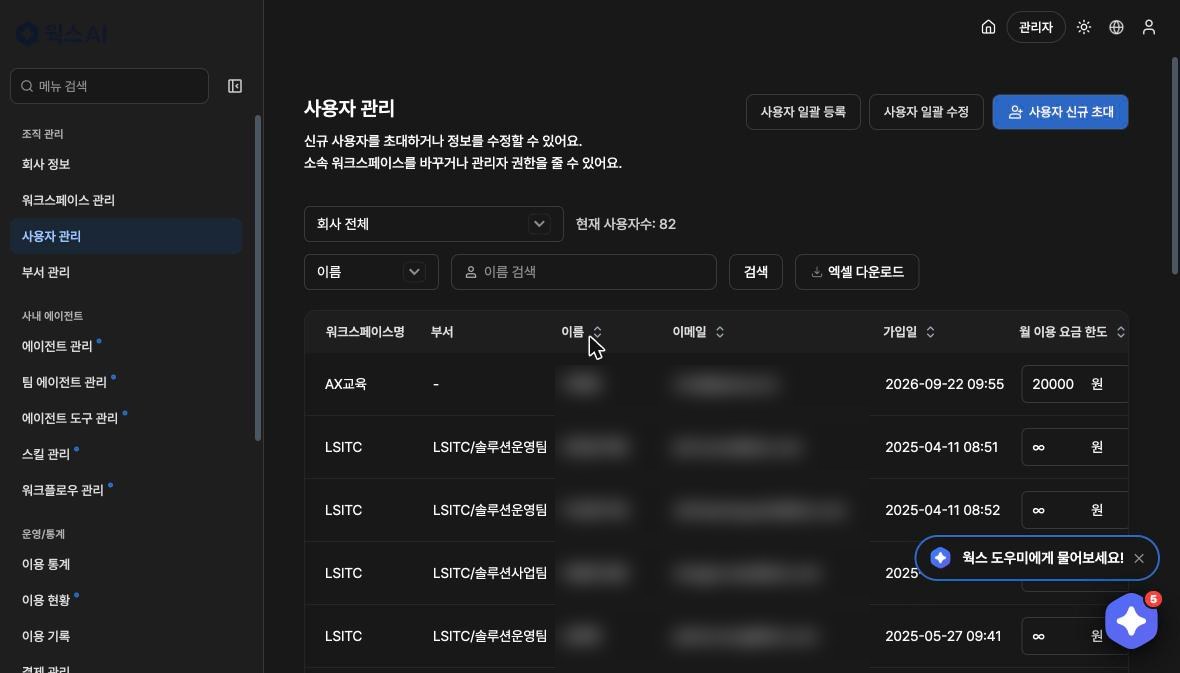 웍스AI
관리자
메뉴 검색
조직 관리
회사 정보
워크스페이스 관리
사용자 관리
부서 관리
사내 에이전트
에이전트 관리
팀 에이전트 관리
에이전트 도구 관리
스킬 관리
워크플로우 관리
운영/통계
이용 통계
이용 현황
이용 기록
결제 관리
사용자 관리
신규 사용자를 초대하거나 정보를 수정할 수 있어요.
소속 워크스페이스를 바꾸거나 관리자 권한을 줄 수 있어요.
사용자 일괄 등록 사용자 일괄 수정 사용자 신규 초대
회사 전체 현재 사용자수: 82
이름 이름 검색 검색 엑셀 다운로드
워크스페이스명 부서 이름 이메일 가입일 월 이용 요금 한도
AX교육 - 2026-09-22 09:55 20000 원
LSITC LSITC/솔루션운영팀 2025-04-11 08:51 ∞ 원
LSITC LSITC/솔루션운영팀 2025-04-11 08:52 ∞ 원
LSITC LSITC/솔루션사업팀 2025-
웍스 도우미에게 물어보세요!
5
LSITC LSITC/솔루션운영팀 2025-05-27 09:41 ∞ 원